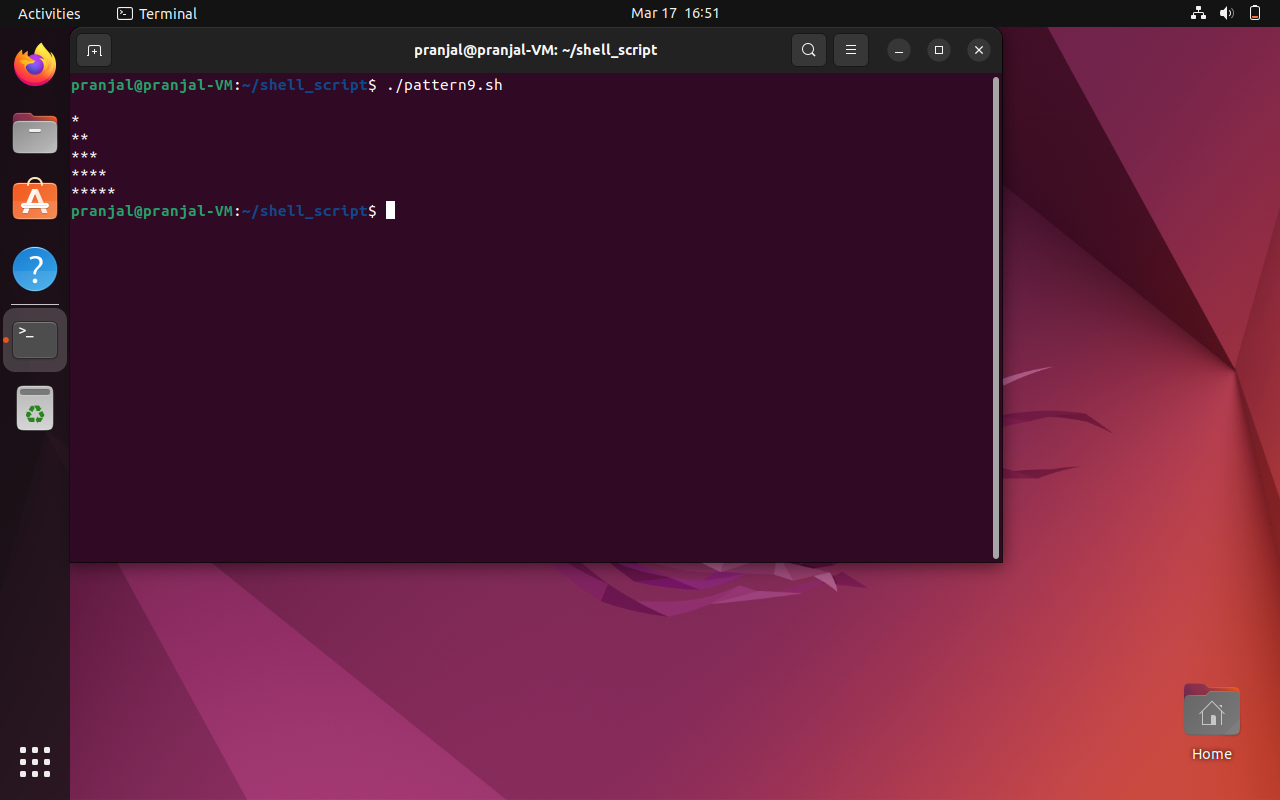 Activities Terminal Mar 17 16:51
pranjal@pranjal-VM: ~/shell_script
pranjal@pranjal-VM:~/shell_script$ ./pattern9.sh
*
**
***
****
*****
pranjal@pranjal-VM:~/shell_script$
Home